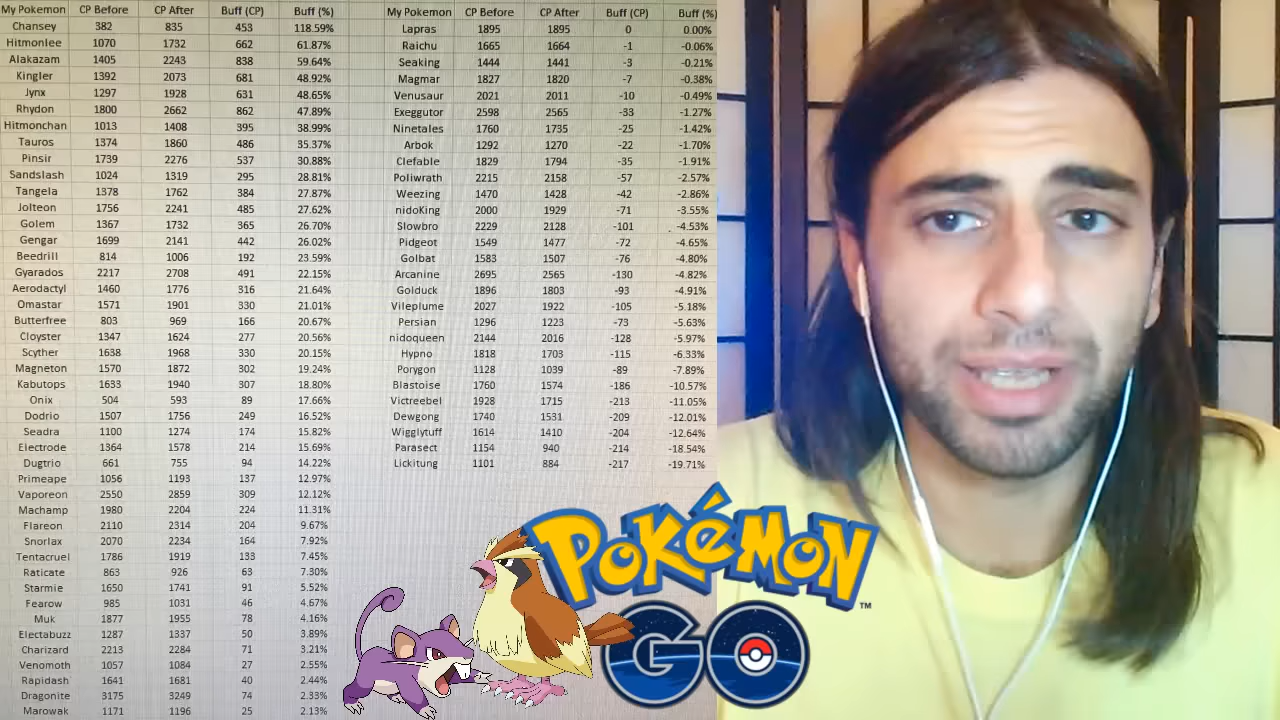 My Pokemon CP Before CP After Buff (CP) Buff (%)
Chansey 382 835 453 118.59%
Hitmonlee 1070 1732 662 61.87%
Alakazam 1405 2243 838 59.64%
Kingler 1392 2073 681 48.92%
Jynx 1297 1928 631 48.65%
Rhydon 1800 2662 862 47.89%
Hitmonchan 1013 1408 395 38.99%
Tauros 1374 1860 486 35.37%
Pinsir 1739 2276 537 30.88%
Sandslash 1024 1319 295 28.81%
Tangela 1378 1762 384 27.87%
Jolteon 1756 2241 485 27.62%
Golem 1367 1732 365 26.70%
Gengar 1699 2141 442 26.02%
Beedrill 814 1006 192 23.59%
Gyarados 2217 2708 491 22.15%
Aerodactyl 1460 1776 316 21.64%
Omastar 1571 1901 330 21.01%
Butterfree 803 969 166 20.67%
Cloyster 1347 1624 277 20.56%
Scyther 1638 1968 330 20.15%
Magneton 1570 1872 302 19.24%
Kabutops 1633 1940 307 18.80%
Onix 504 593 89 17.66%
Dodrio 1507 1756 249 16.52%
Seadra 1100 1274 174 15.82%
Electrode 1364 1578 214 15.69%
Dugtrio 661 755 94 14.22%
Primeape 1056 1193 137 12.97%
Vaporeon 2550 2859 309 12.12%
Machamp 1980 2204 224 11.31%
Flareon 2110 2314 204 9.67%
Snorlax 2070 2234 164 7.92%
Tentacruel 1786 1919 133 7.45%
Raticate 863 926 63 7.30%
Starmie 1650 1741 91 5.52%
Fearow 985 1031 46 4.67%
Muk 1877 1955 78 4.16%
Electabuzz 1287 1337 50 3.89%
Charizard 2213 2284 71 3.21%
Venomoth 1057 1084 27 2.55%
Rapidash 1641 1681 40 2.44%
Dragonite 3175 3249 74 2.33%
Marowak 1171 1196 25 2.13%
My Pokemon CP Before CP After Buff (CP) Buff (%)
Lapras 1895 1895 0 0.00%
Raichu 1665 1664 -1 -0.06%
Seaking 1444 1441 -3 -0.21%
Magmar 1827 1820 -7 -0.38%
Venusaur 2021 2011 -10 -0.49%
Exeggutor 2598 2565 -33 -1.27%
Ninetales 1760 1735 -25 -1.42%
Arbok 1292 1270 -22 -1.70%
Clefable 1829 1794 -35 -1.91%
Poliwrath 2215 2158 -57 -2.57%
Weezing 1470 1428 -42 -2.86%
nidoKing 2000 1929 -71 -3.55%
Slowbro 2229 2128 -101 -4.53%
Pidgeot 1549 1477 -72 -4.65%
Golbat 1583 1507 -76 -4.80%
Arcanine 2695 2565 -130 -4.82%
Golduck 1896 1803 -93 -4.91%
Vileplume 2027 1922 -105 -5.18%
Persian 1296 1223 -73 -5.63%
nidoqueen 2144 2016 -128 -5.97%
Hypno 1818 1703 -115 -6.33%
Porygon 1128 1039 -89 -7.89%
Blastoise 1760 1574 -186 -10.57%
Victreebel 1928 1715 -213 -11.05%
Dewgong 1740 1531 -209 -12.01%
Wigglytuff 1614 1410 -204 -12.64%
Parasect 1154 940 -214 -18.54%
Lickitung 1101 884 -217 -19.71%
POKéMON
TM
GO